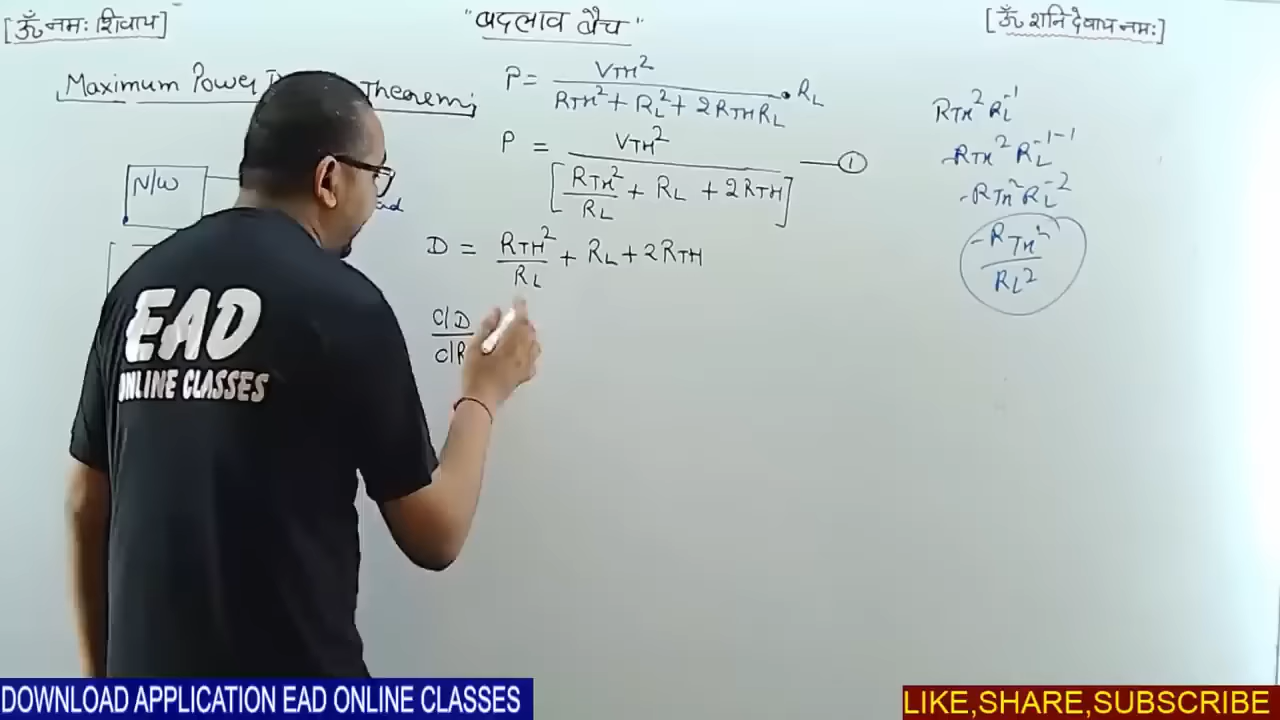 [ॐ नमः शिवाय]
"बदलाव बैच"
[ॐ शनि देवाय नमः]
Maximum Power Theorem;
N/W
P = VTH² / (RTH² + RL² + 2RTHRL) • RL
P = VTH² / [RTH²/RL + RL + 2RTH] —①
D = RTH²/RL + RL + 2RTH
dD
dR
RTH² RL⁻¹
-RTH² RL⁻¹⁻¹
-RTH² RL⁻²
-RTH² / RL²
EAD
ONLINE CLASSES
DOWNLOAD APPLICATION EAD ONLINE CLASSES
LIKE,SHARE,SUBSCRIBE